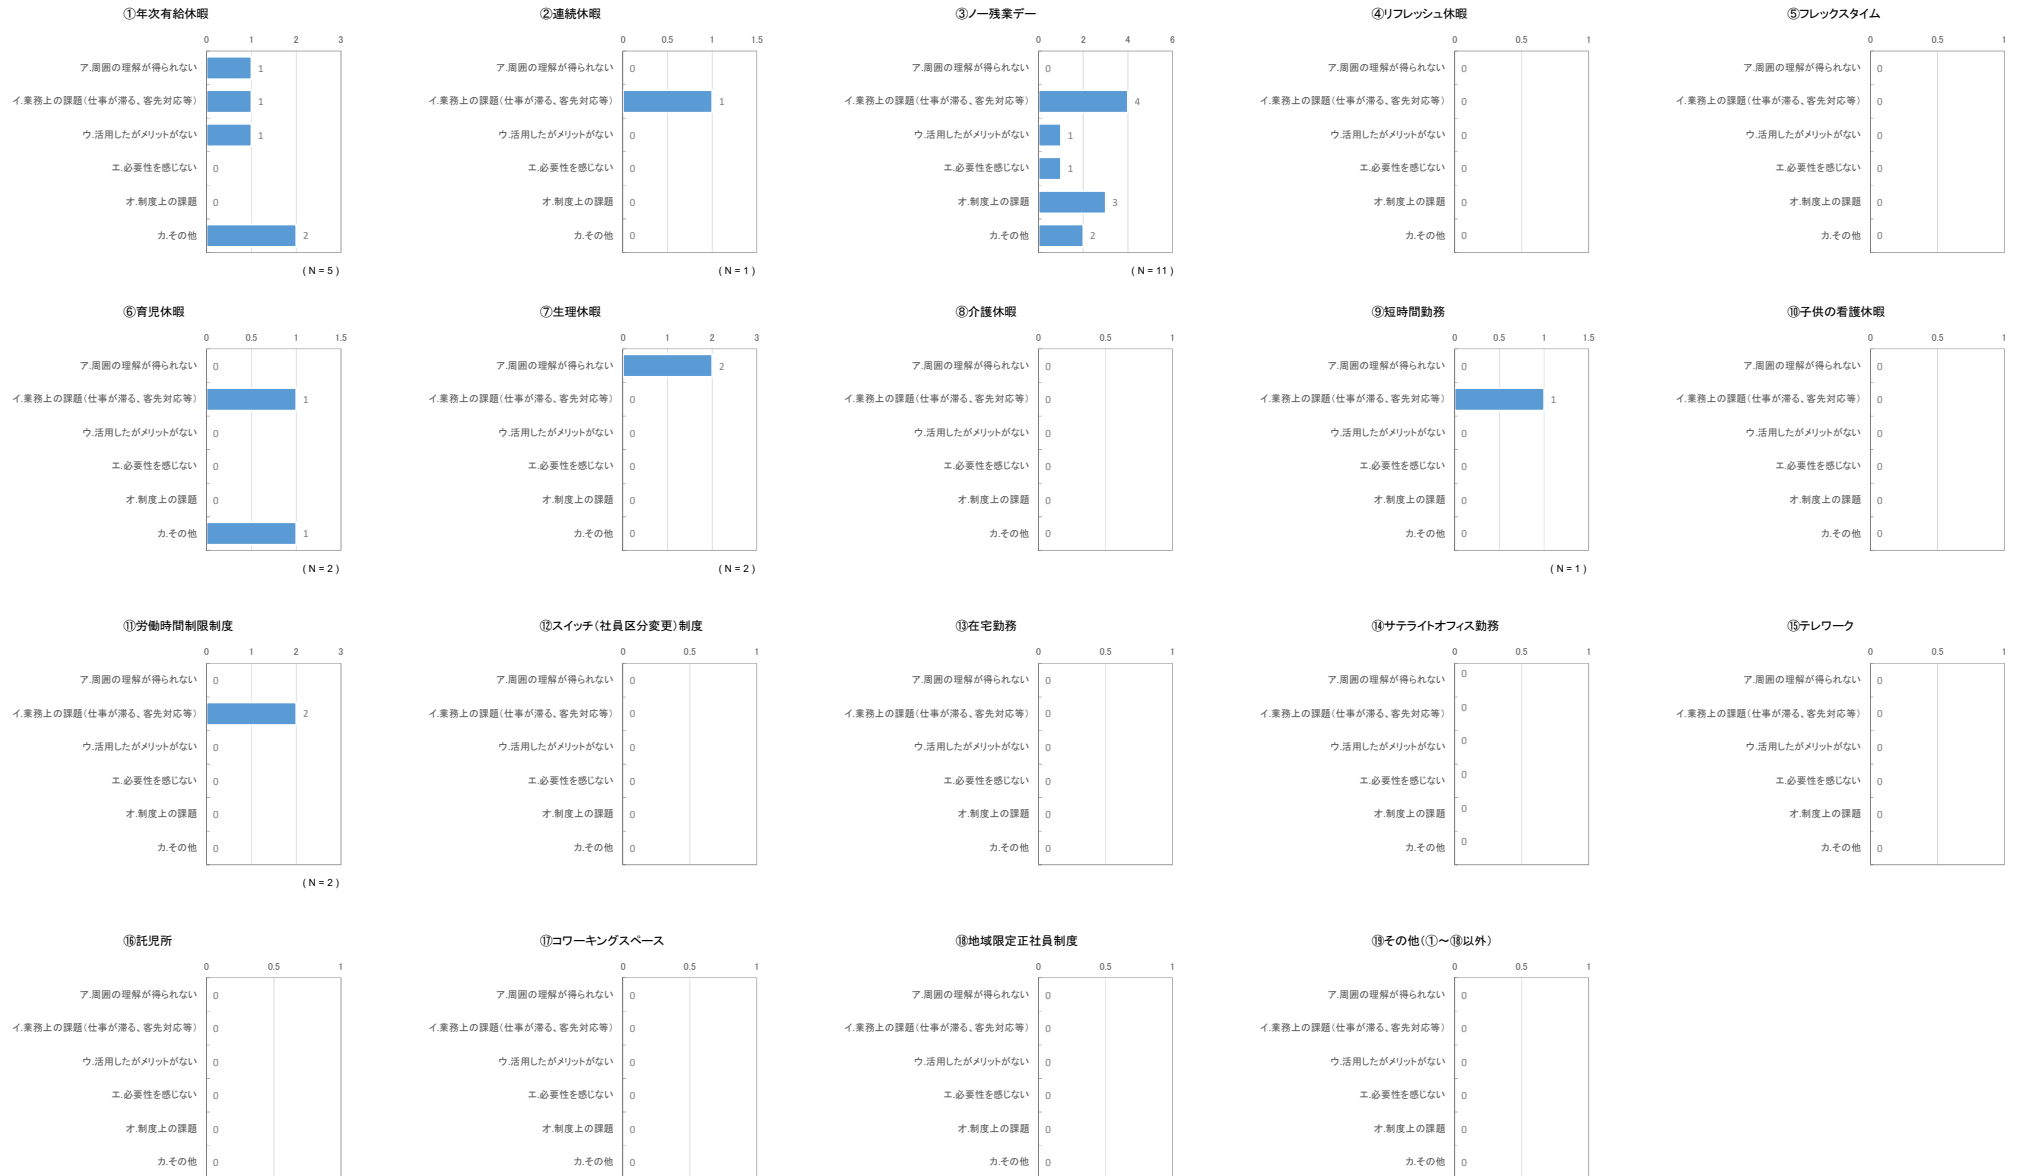 ①年次有給休暇
0 1 2 3
ア.周囲の理解が得られない 1
イ.業務上の課題(仕事が滞る、客先対応等) 1
ウ.活用したがメリットがない 1
エ.必要性を感じない 0
オ.制度上の課題 0
カ.その他 2
( N = 5 )
②連続休暇
0 0.5 1 1.5
ア.周囲の理解が得られない 0
イ.業務上の課題(仕事が滞る、客先対応等) 1
ウ.活用したがメリットがない 0
エ.必要性を感じない 0
オ.制度上の課題 0
カ.その他 0
( N = 1 )
③ノー残業デー
0 2 4 6
ア.周囲の理解が得られない 0
イ.業務上の課題(仕事が滞る、客先対応等) 4
ウ.活用したがメリットがない 1
エ.必要性を感じない 1
オ.制度上の課題 3
カ.その他 2
( N = 11 )
④リフレッシュ休暇
0 0.5 1
ア.周囲の理解が得られない 0
イ.業務上の課題(仕事が滞る、客先対応等) 0
ウ.活用したがメリットがない 0
エ.必要性を感じない 0
オ.制度上の課題 0
カ.その他 0
⑤フレックスタイム
0 0.5 1
ア.周囲の理解が得られない 0
イ.業務上の課題(仕事が滞る、客先対応等) 0
ウ.活用したがメリットがない 0
エ.必要性を感じない 0
オ.制度上の課題 0
カ.その他 0
⑥育児休暇
0 0.5 1 1.5
ア.周囲の理解が得られない 0
イ.業務上の課題(仕事が滞る、客先対応等) 1
ウ.活用したがメリットがない 0
エ.必要性を感じない 0
オ.制度上の課題 0
カ.その他 1
( N = 2 )
⑦生理休暇
0 1 2 3
ア.周囲の理解が得られない 2
イ.業務上の課題(仕事が滞る、客先対応等) 0
ウ.活用したがメリットがない 0
エ.必要性を感じない 0
オ.制度上の課題 0
カ.その他 0
( N = 2 )
⑧介護休暇
0 0.5 1
ア.周囲の理解が得られない 0
イ.業務上の課題(仕事が滞る、客先対応等) 0
ウ.活用したがメリットがない 0
エ.必要性を感じない 0
オ.制度上の課題 0
カ.その他 0
⑨短時間勤務
0 0.5 1 1.5
ア.周囲の理解が得られない 0
イ.業務上の課題(仕事が滞る、客先対応等) 1
ウ.活用したがメリットがない 0
エ.必要性を感じない 0
オ.制度上の課題 0
カ.その他 0
( N = 1 )
⑩子供の看護休暇
0 0.5 1
ア.周囲の理解が得られない 0
イ.業務上の課題(仕事が滞る、客先対応等) 0
ウ.活用したがメリットがない 0
エ.必要性を感じない 0
オ.制度上の課題 0
カ.その他 0
⑪労働時間制限制度
0 1 2 3
ア.周囲の理解が得られない 0
イ.業務上の課題(仕事が滞る、客先対応等) 2
ウ.活用したがメリットがない 0
エ.必要性を感じない 0
オ.制度上の課題 0
カ.その他 0
( N = 2 )
⑫スイッチ(社員区分変更)制度
0 0.5 1
ア.周囲の理解が得られない 0
イ.業務上の課題(仕事が滞る、客先対応等) 0
ウ.活用したがメリットがない 0
エ.必要性を感じない 0
オ.制度上の課題 0
カ.その他 0
⑬在宅勤務
0 0.5 1
ア.周囲の理解が得られない 0
イ.業務上の課題(仕事が滞る、客先対応等) 0
ウ.活用したがメリットがない 0
エ.必要性を感じない 0
オ.制度上の課題 0
カ.その他 0
⑭サテライトオフィス勤務
0 0.5 1
ア.周囲の理解が得られない 0
イ.業務上の課題(仕事が滞る、客先対応等) 0
ウ.活用したがメリットがない 0
エ.必要性を感じない 0
オ.制度上の課題 0
カ.その他 0
⑮テレワーク
0 0.5 1
ア.周囲の理解が得られない 0
イ.業務上の課題(仕事が滞る、客先対応等) 0
ウ.活用したがメリットがない 0
エ.必要性を感じない 0
オ.制度上の課題 0
カ.その他 0
⑯託児所
0 0.5 1
ア.周囲の理解が得られない 0
イ.業務上の課題(仕事が滞る、客先対応等) 0
ウ.活用したがメリットがない 0
エ.必要性を感じない 0
オ.制度上の課題 0
カ.その他 0
⑰コワーキングスペース
0 0.5 1
ア.周囲の理解が得られない 0
イ.業務上の課題(仕事が滞る、客先対応等) 0
ウ.活用したがメリットがない 0
エ.必要性を感じない 0
オ.制度上の課題 0
カ.その他 0
⑱地域限定正社員制度
0 0.5 1
ア.周囲の理解が得られない 0
イ.業務上の課題(仕事が滞る、客先対応等) 0
ウ.活用したがメリットがない 0
エ.必要性を感じない 0
オ.制度上の課題 0
カ.その他 0
⑲その他(①~⑱以外)
0 0.5 1
ア.周囲の理解が得られない 0
イ.業務上の課題(仕事が滞る、客先対応等) 0
ウ.活用したがメリットがない 0
エ.必要性を感じない 0
オ.制度上の課題 0
カ.その他 0